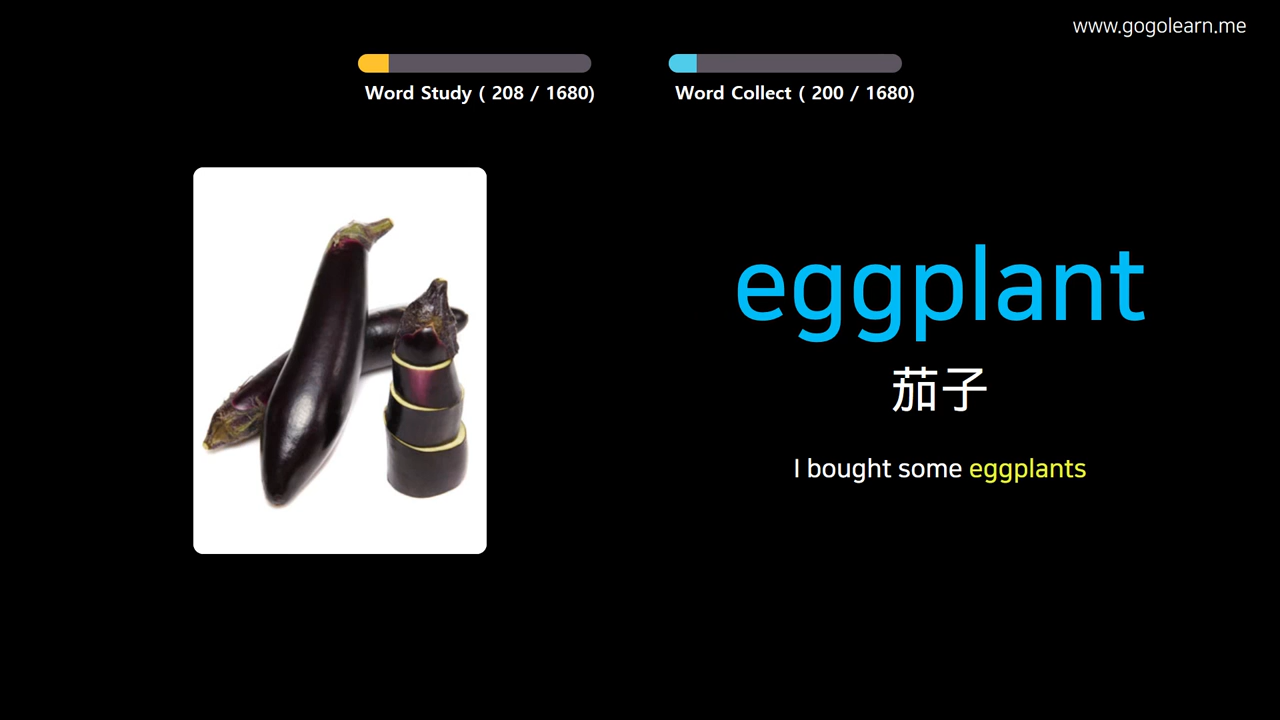 www.gogolearn.me
Word Study ( 208 / 1680)
Word Collect ( 200 / 1680)
eggplant
茄子
I bought some eggplants